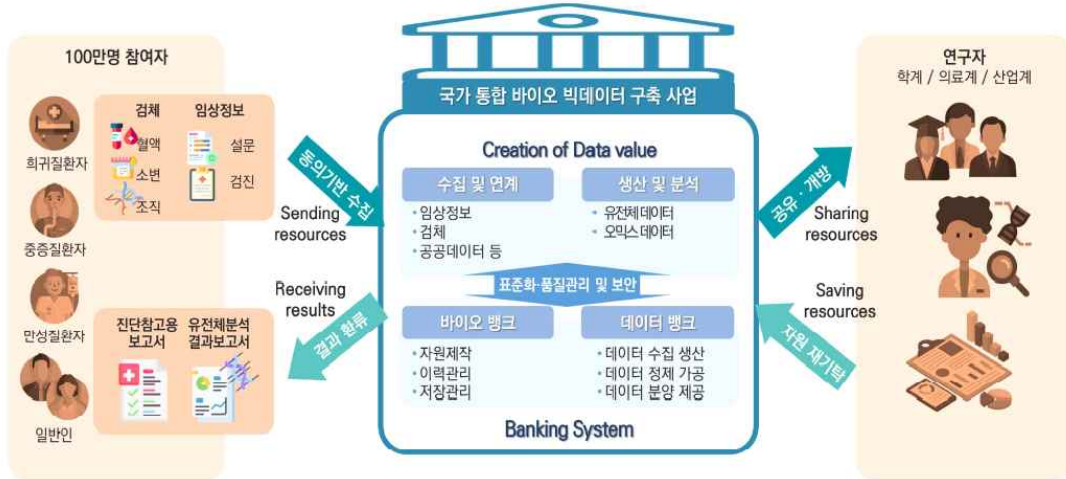 100만명 참여자
검체
임상정보
혈액
소변
조직
설문
검진
희귀질환자
중증질환자
만성질환자
일반인
진단참고용
보고서
유전체분석
결과보고서
동의기반 수집
Sending
resources
Receiving
results
결과 환류
국가 통합 바이오 빅데이터 구축 사업
Creation of Data value
수집 및 연계
• 임상정보
• 검체
• 공공데이터 등
생산 및 분석
• 유전체 데이터
• 오믹스 데이터
표준화·품질관리 및 보안
바이오 뱅크
• 자원제작
• 이력관리
• 저장관리
데이터 뱅크
• 데이터 수집 생산
• 데이터 정제 가공
• 데이터 분양 제공
Banking System
공유·개방
Sharing
resources
Saving
resources
자원 재기탁
연구자
학계 / 의료계 / 산업계